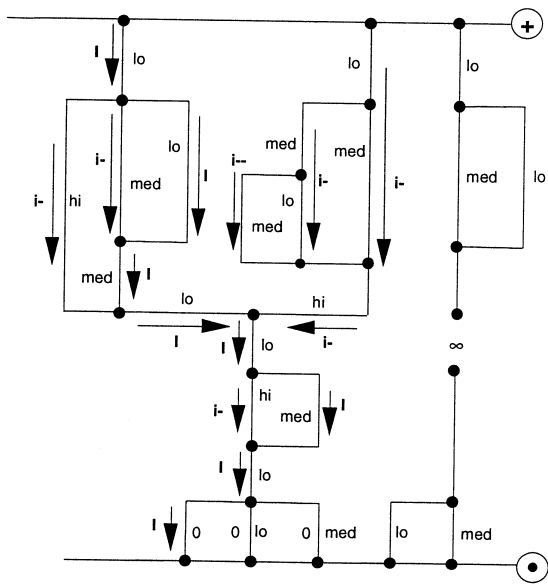 +
I lo lo lo
lo med
i-- med
i- hi i- med I lo i- med i- med lo
med
med I
lo hi
I i-
I lo
∞
hi
i- med I
I lo
I 0 0 lo 0 med lo med